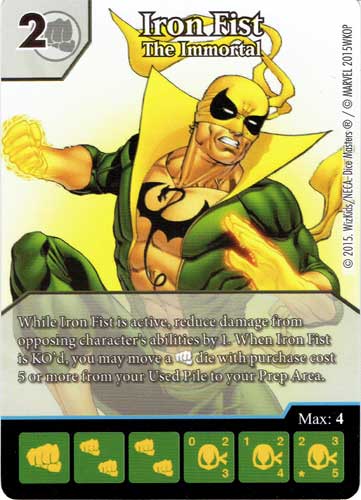 2
Iron Fist
The Immortal
© 2015. WizKids/NECA-Dice Masters ® / © MARVEL 2015WKOP
While Iron Fist is active, reduce damage from
opposing character's abilities by 1. When Iron Fist
is KO'd, you may move a die with purchase cost
5 or more from your Used Pile to your Prep Area.
Max: 4
0 2
3
1 2
4
2 3
* 5